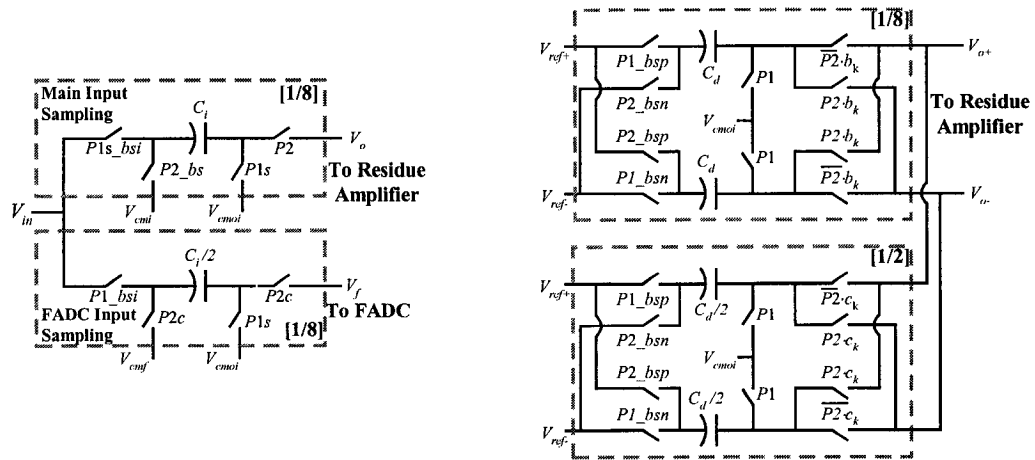 Main Input
Sampling
[1/8]
C_i
P1s_bsi
P2
P2_bs
P1s
V_o
To Residue
Amplifier
V_cmi
V_cmoi
V_in
C_i/2
P1_bsi
P2c
V_f
P2c
P1s
To FADC
FADC Input
Sampling
[1/8]
V_cmf
V_cmoi
[1/8]
V_ref+
P1_bsp
C_d
P1
P̅2̅·b_k
V_o+
P2_bsn
P2·b_k
To Residue
Amplifier
V_cmoi
P2_bsp
P1
P2·b_k
V_ref-
P1_bsn
C_d
P̅2̅·b_k
V_o-
[1/2]
V_ref+
P1_bsp
C_d/2
P1
P̅2̅·c_k
P2_bsn
P2·c_k
V_cmoi
P2_bsp
P1
P2·c_k
V_ref-
P1_bsn
C_d/2
P̅2̅·c_k